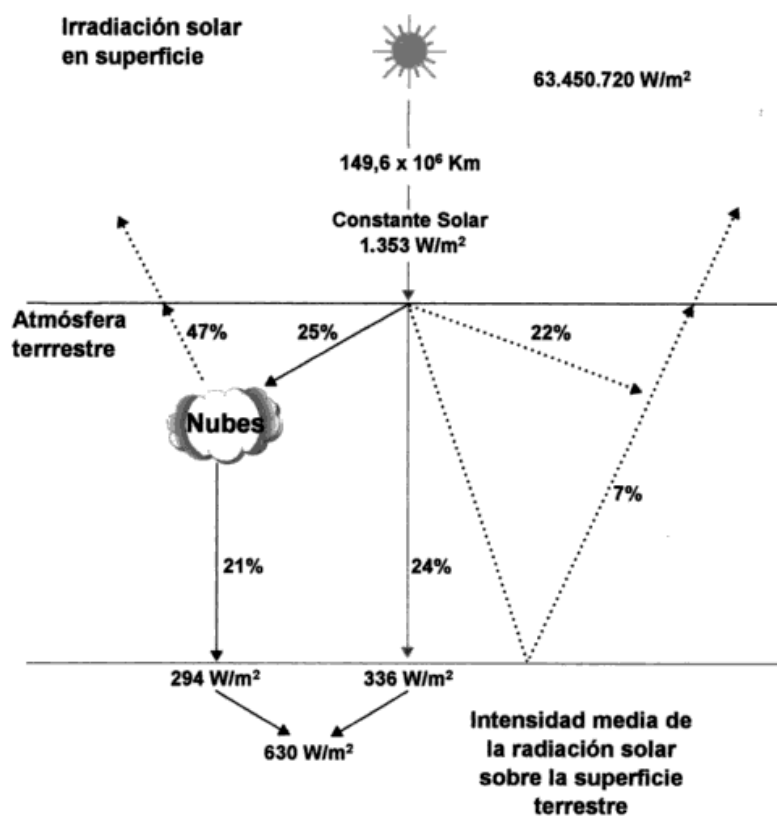 Irradiación solar
en superficie
63.450.720 W/m²
149,6 x 10⁶ Km
Constante Solar
1.353 W/m²
Atmósfera
terrrestre
47%
25%
22%
Nubes
7%
21%
24%
294 W/m²
336 W/m²
630 W/m²
Intensidad media de
la radiación solar
sobre la superficie
terrestre